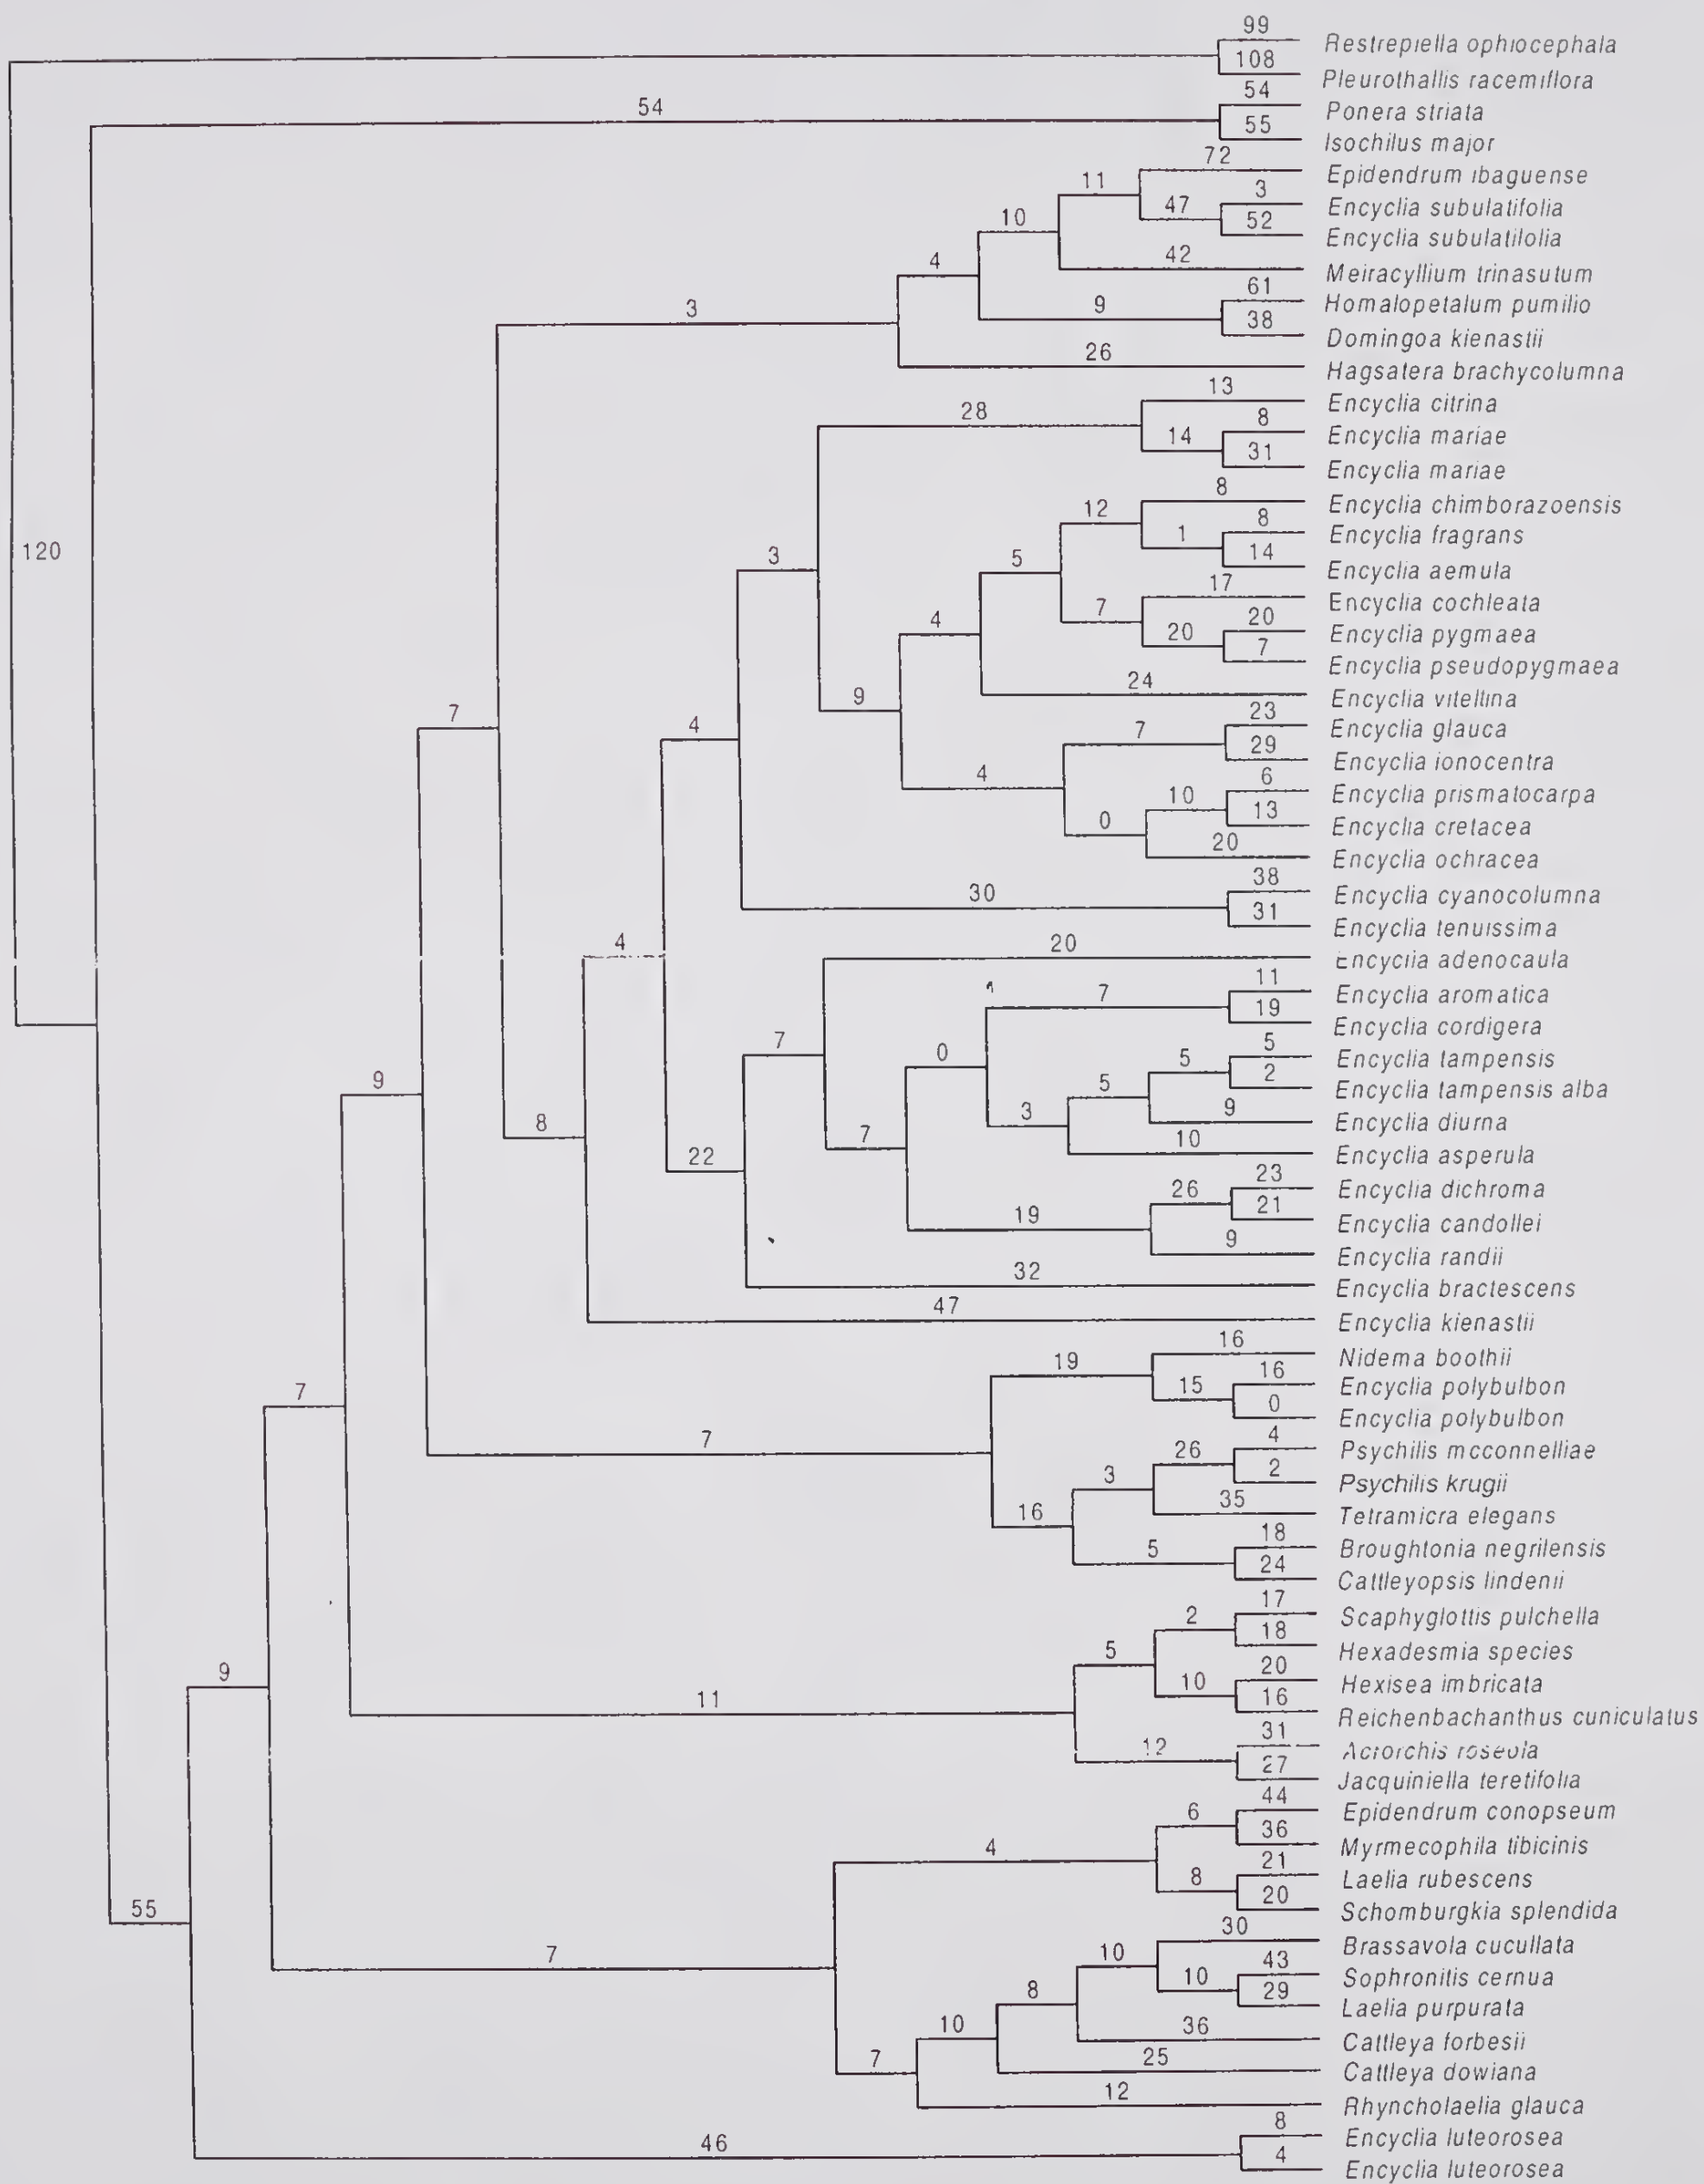 99
Restrepiella ophiocephala
108
Pleurothallis racemiflora
54
54
Ponera striata
55
Isochilus major
72
Epidendrum ibaguense
11
3
Encyclia subulatifolia
47
52
10
Encyclia subulatilolia
42
Meiracyllium trinasutum
4
61
Homalopetalum pumilio
9
38
3
Domingoa kienastii
26
Hagsatera brachycolumna
13
Encyclia citrina
28
8
Encyclia mariae
14
31
Encyclia mariae
8
Encyclia chimborazoensis
12
8
Encyclia fragrans
1
14
120
3
5
Encyclia aemula
17
Encyclia cochleata
7
20
4
20
Encyclia pygmaea
7
Encyclia pseudopygmaea
24
9
Encyclia vitellina
7
4
23
7
Encyclia glauca
29
Encyclia ionocentra
4
6
10
Encyclia prismatocarpa
13
0
Encyclia cretacea
20
Encyclia ochracea
38
30
Encyclia cyanocolumna
31
Encyclia tenuissima
4
20
Encyclia adenocaula
11
7
Encyclia aromatica
19
Encyclia cordigera
7
0
5
5
Encyclia tampensis
2
9
5
Encyclia tampensis alba
3
9
Encyclia diurna
8
7
10
Encyclia asperula
22
23
26
Encyclia dichroma
21
19
Encyclia candollei
9
Encyclia randii
32
Encyclia bractescens
47
Encyclia kienastii
16
Nidema boothii
19
16
7
15
Encyclia polybulbon
0
Encyclia polybulbon
7
4
26
Psychilis mcconnelliae
2
3
Psychilis krugii
35
16
Tetramicra elegans
18
5
Broughtonia negrilensis
24
Cattleyopsis lindenii
17
2
Scaphyglottis pulchella
18
5
Hexadesmia species
9
20
10
Hexisea imbricata
16
11
Reichenbachanthus cuniculatus
31
12
Acrorchis roseola
27
Jacquiniella teretifolia
44
6
Epidendrum conopseum
36
4
Myrmecophila tibicinis
21
8
Laelia rubescens
20
55
Schomburgkia splendida
30
7
10
Brassavola cucullata
43
10
Sophronitis cernua
29
8
Laelia purpurata
10
36
Cattleya forbesii
7
25
Cattleya dowiana
12
Rhyncholaelia glauca
8
46
Encyclia luteorosea
4
Encyclia luteorosea